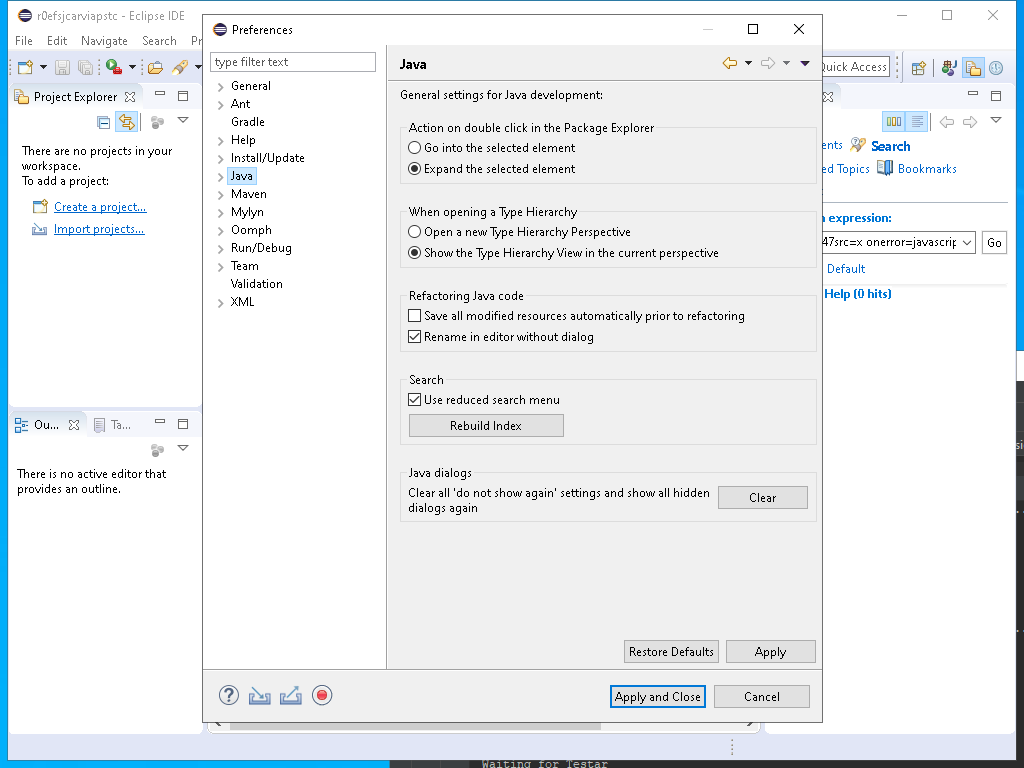 r0efsjcarviapstc - Eclipse IDE
File Edit Navigate Search
Quick Access
Project Explorer
There are no projects in your
workspace.
To add a project:
Create a project...
Import projects...
Ou...
Ta...
There is no active editor that
provides an outline.
Preferences
type filter text
General
Ant
Gradle
Help
Install/Update
Java
Maven
Mylyn
Oomph
Run/Debug
Team
Validation
XML
Java
General settings for Java development:
Action on double click in the Package Explorer
Go into the selected element
Expand the selected element
When opening a Type Hierarchy
Open a new Type Hierarchy Perspective
Show the Type Hierarchy View in the current perspective
Refactoring Java code
Save all modified resources automatically prior to refactoring
Rename in editor without dialog
Search
Use reduced search menu
Rebuild Index
Java dialogs
Clear all 'do not show again' settings and show all hidden
dialogs again
Clear
Restore Defaults
Apply
Apply and Close
Cancel
Search
Topics
Bookmarks
expression:
47src=x onerror=javascrip
Go
Default
Help (0 hits)
Waiting for Testar